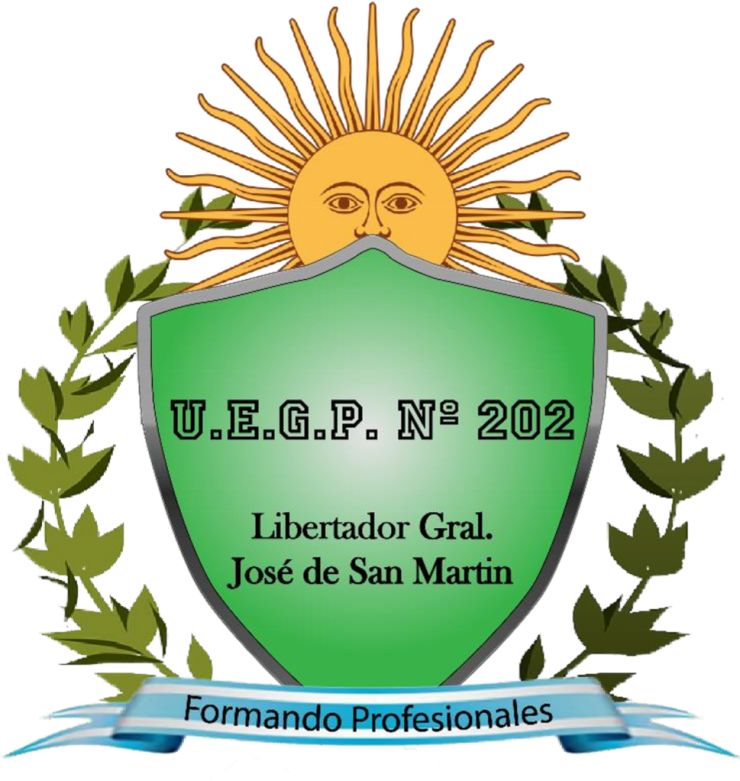 U.E.G.P. Nº 202
Libertador Gral.
José de San Martin
Formando Profesionales